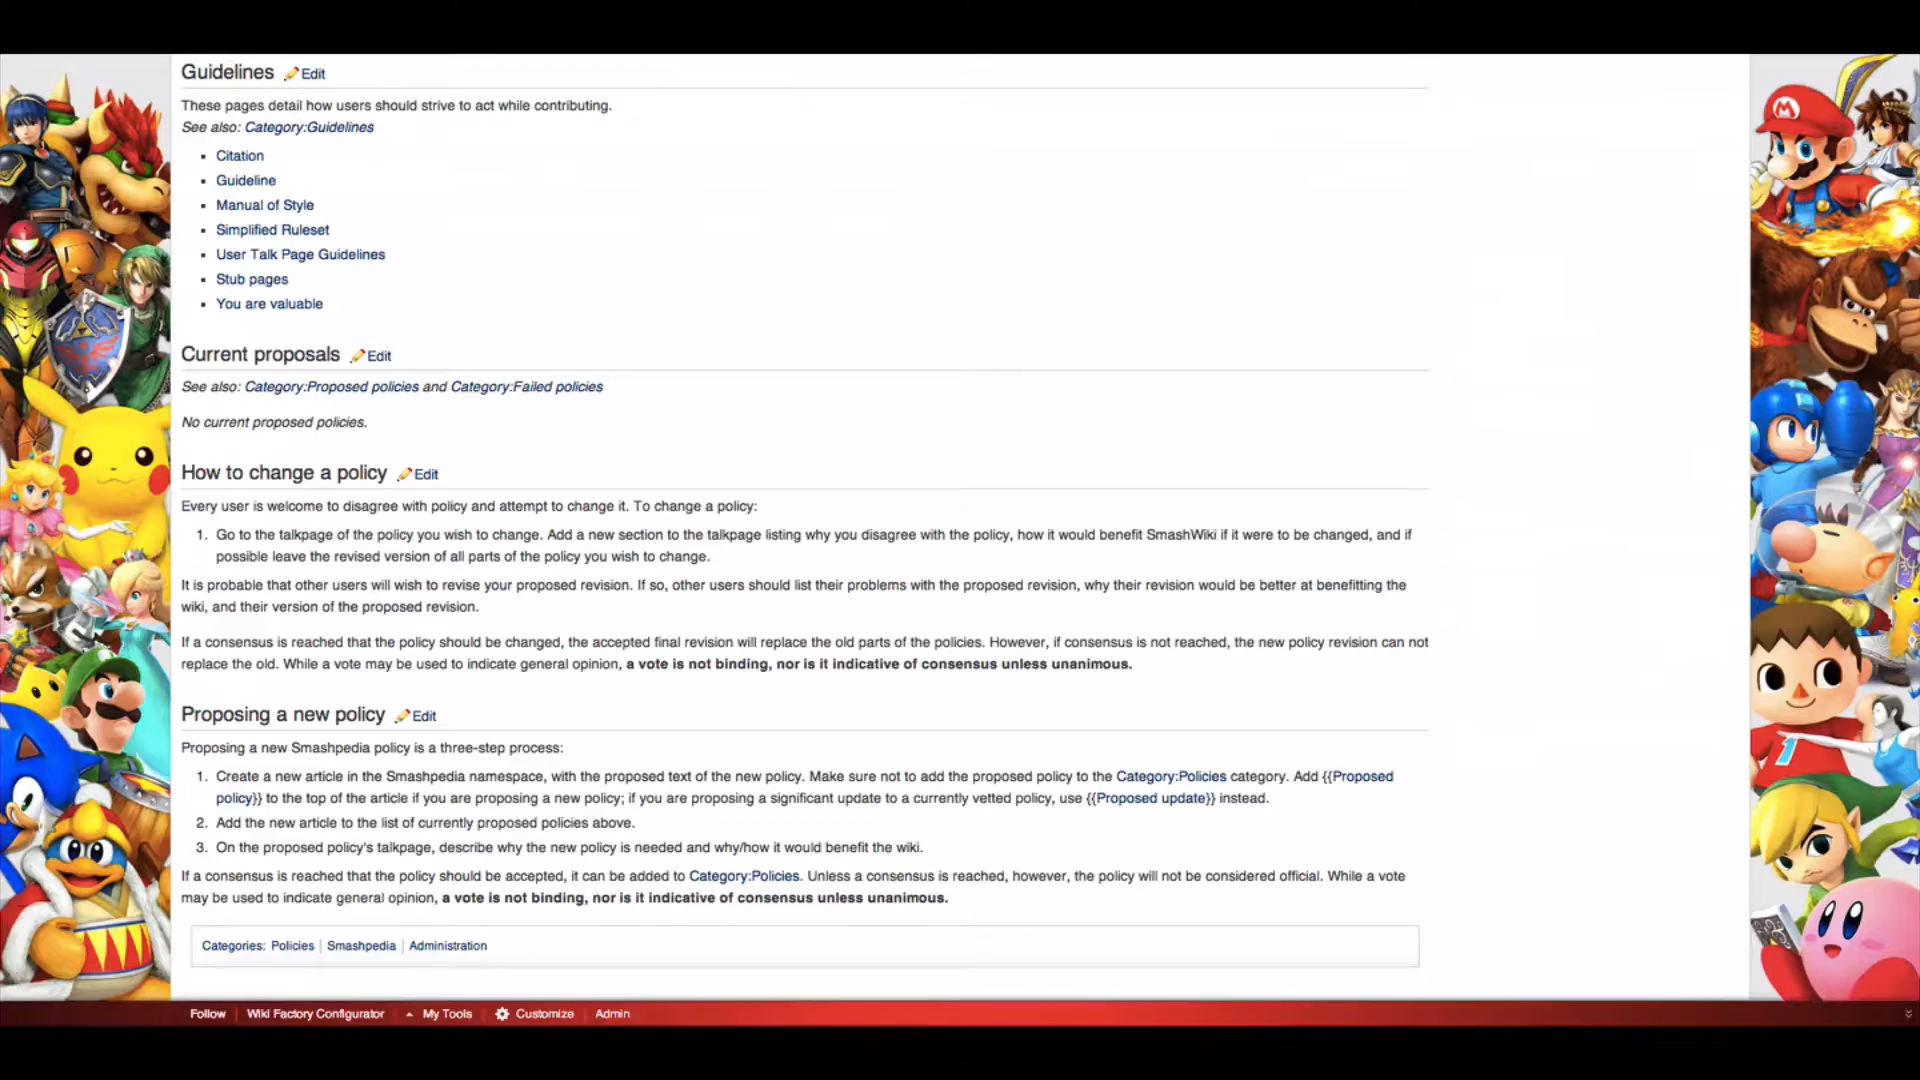 Guidelines Edit
These pages detail how users should strive to act while contributing.
See also: Category:Guidelines
Citation
Guideline
Manual of Style
Simplified Ruleset
User Talk Page Guidelines
Stub pages
You are valuable
Current proposals Edit
See also: Category:Proposed policies and Category:Failed policies
No current proposed policies.
How to change a policy Edit
Every user is welcome to disagree with policy and attempt to change it. To change a policy:
1. Go to the talkpage of the policy you wish to change. Add a new section to the talkpage listing why you disagree with the policy, how it would benefit SmashWiki if it were to be changed, and if
possible leave the revised version of all parts of the policy you wish to change.
It is probable that other users will wish to revise your proposed revision. If so, other users should list their problems with the proposed revision, why their revision would be better at benefitting the
wiki, and their version of the proposed revision.
If a consensus is reached that the policy should be changed, the accepted final revision will replace the old parts of the policies. However, if consensus is not reached, the new policy revision can not
replace the old. While a vote may be used to indicate general opinion, a vote is not binding, nor is it indicative of consensus unless unanimous.
Proposing a new policy Edit
Proposing a new Smashpedia policy is a three-step process:
1. Create a new article in the Smashpedia namespace, with the proposed text of the new policy. Make sure not to add the proposed policy to the Category:Policies category. Add {{Proposed
policy}} to the top of the article if you are proposing a new policy; if you are proposing a significant update to a currently vetted policy, use {{Proposed update}} instead.
2. Add the new article to the list of currently proposed policies above.
3. On the proposed policy's talkpage, describe why the new policy is needed and why/how it would benefit the wiki.
If a consensus is reached that the policy should be accepted, it can be added to Category:Policies. Unless a consensus is reached, however, the policy will not be considered official. While a vote
may be used to indicate general opinion, a vote is not binding, nor is it indicative of consensus unless unanimous.
Categories: Policies | Smashpedia | Administration
Follow Wiki Factory Configurator My Tools Customize Admin